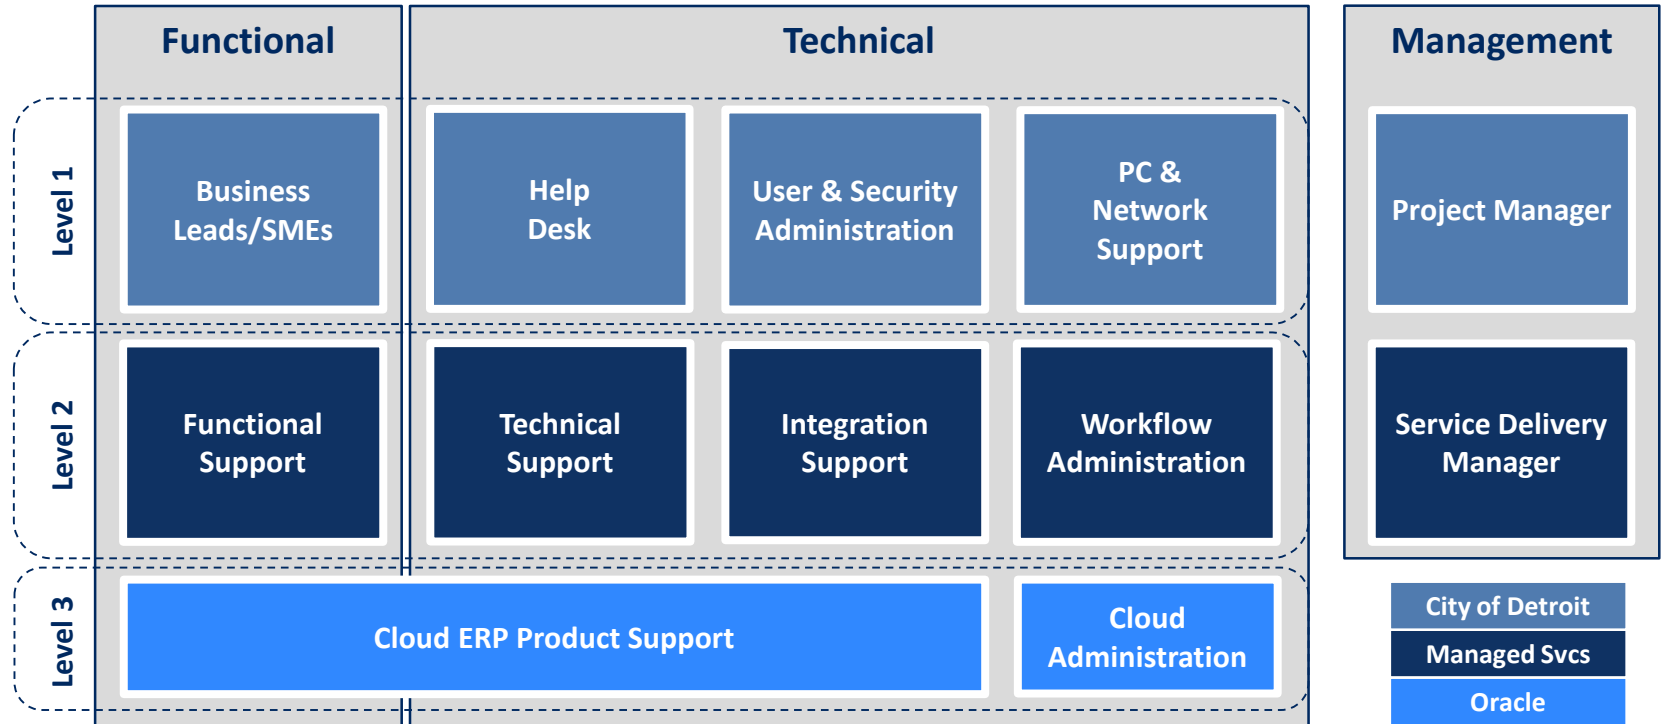 Functional
Technical
Management
Level 1
Business
Leads/SMEs
Help
Desk
User & Security
Administration
PC &
Network
Support
Project Manager
Level 2
Functional
Support
Technical
Support
Integration
Support
Workflow
Administration
Service Delivery
Manager
Level 3
Cloud ERP Product Support
Cloud
Administration
City of Detroit
Managed Svcs
Oracle